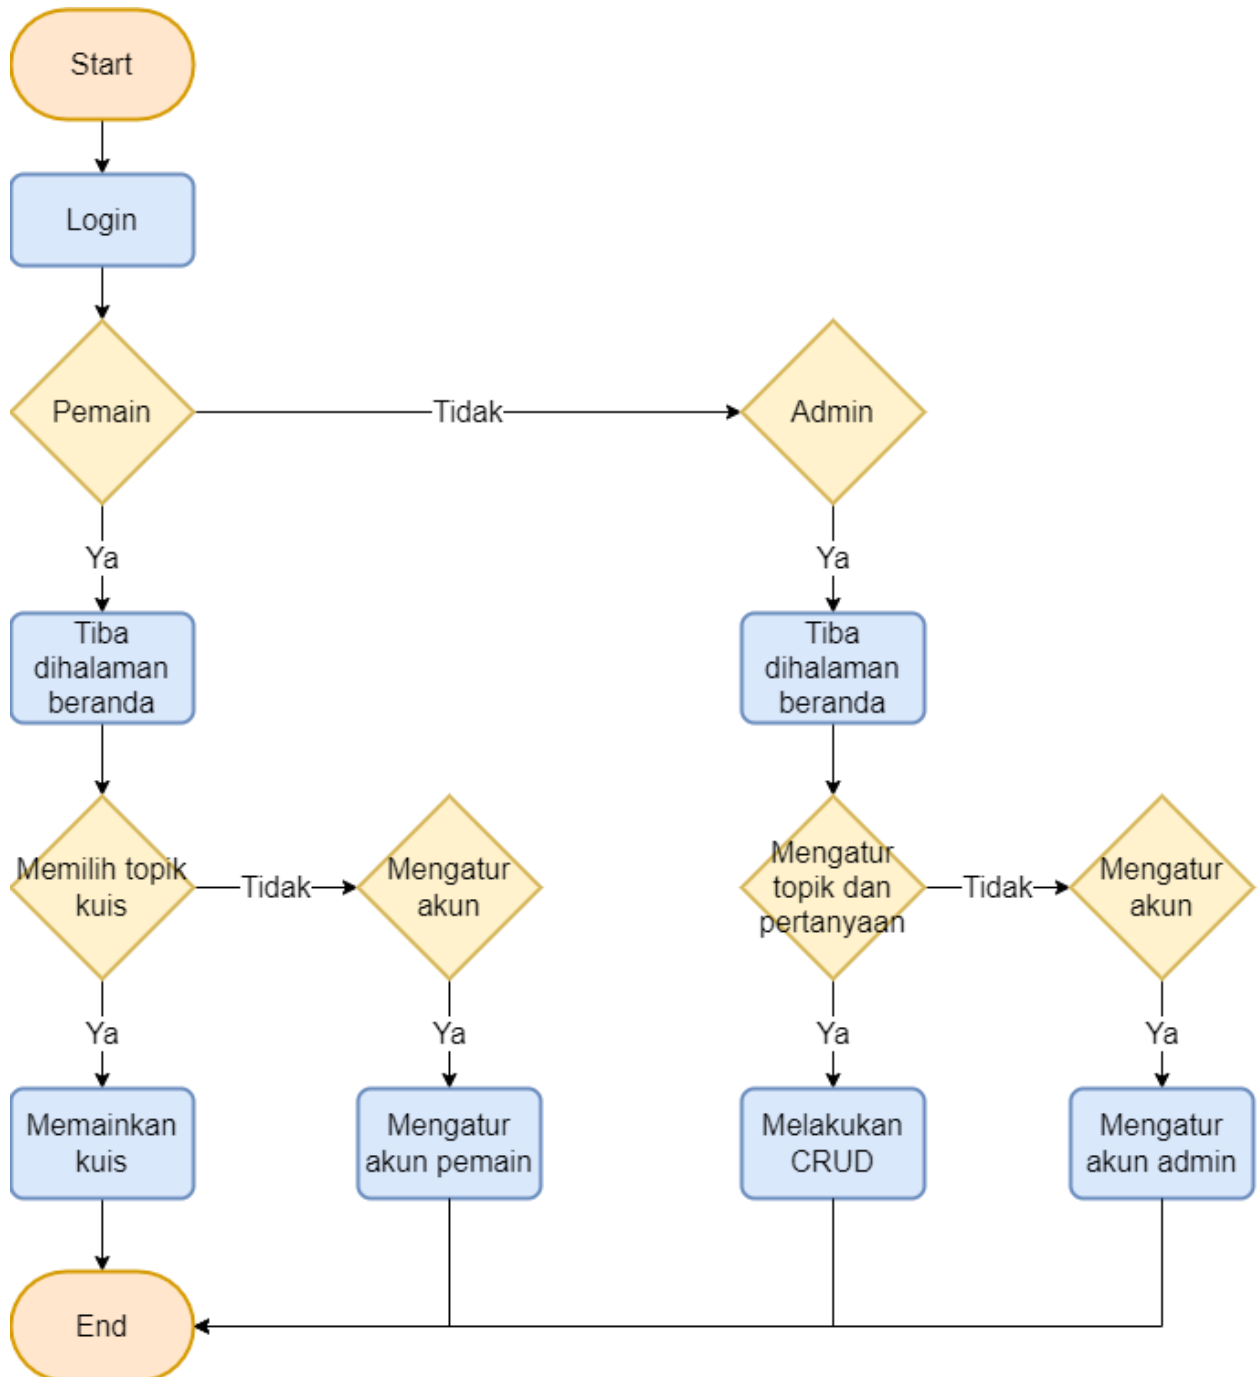 Start
Login
Pemain
Tidak
Admin
Ya
Ya
Tiba
dihalaman
beranda
Tiba
dihalaman
beranda
Memilih topik
kuis
Tidak
Mengatur
akun
Mengatur
topik dan
pertanyaan
Tidak
Mengatur
akun
Ya
Ya
Ya
Ya
Memainkan
kuis
Mengatur
akun pemain
Melakukan
CRUD
Mengatur
akun admin
End